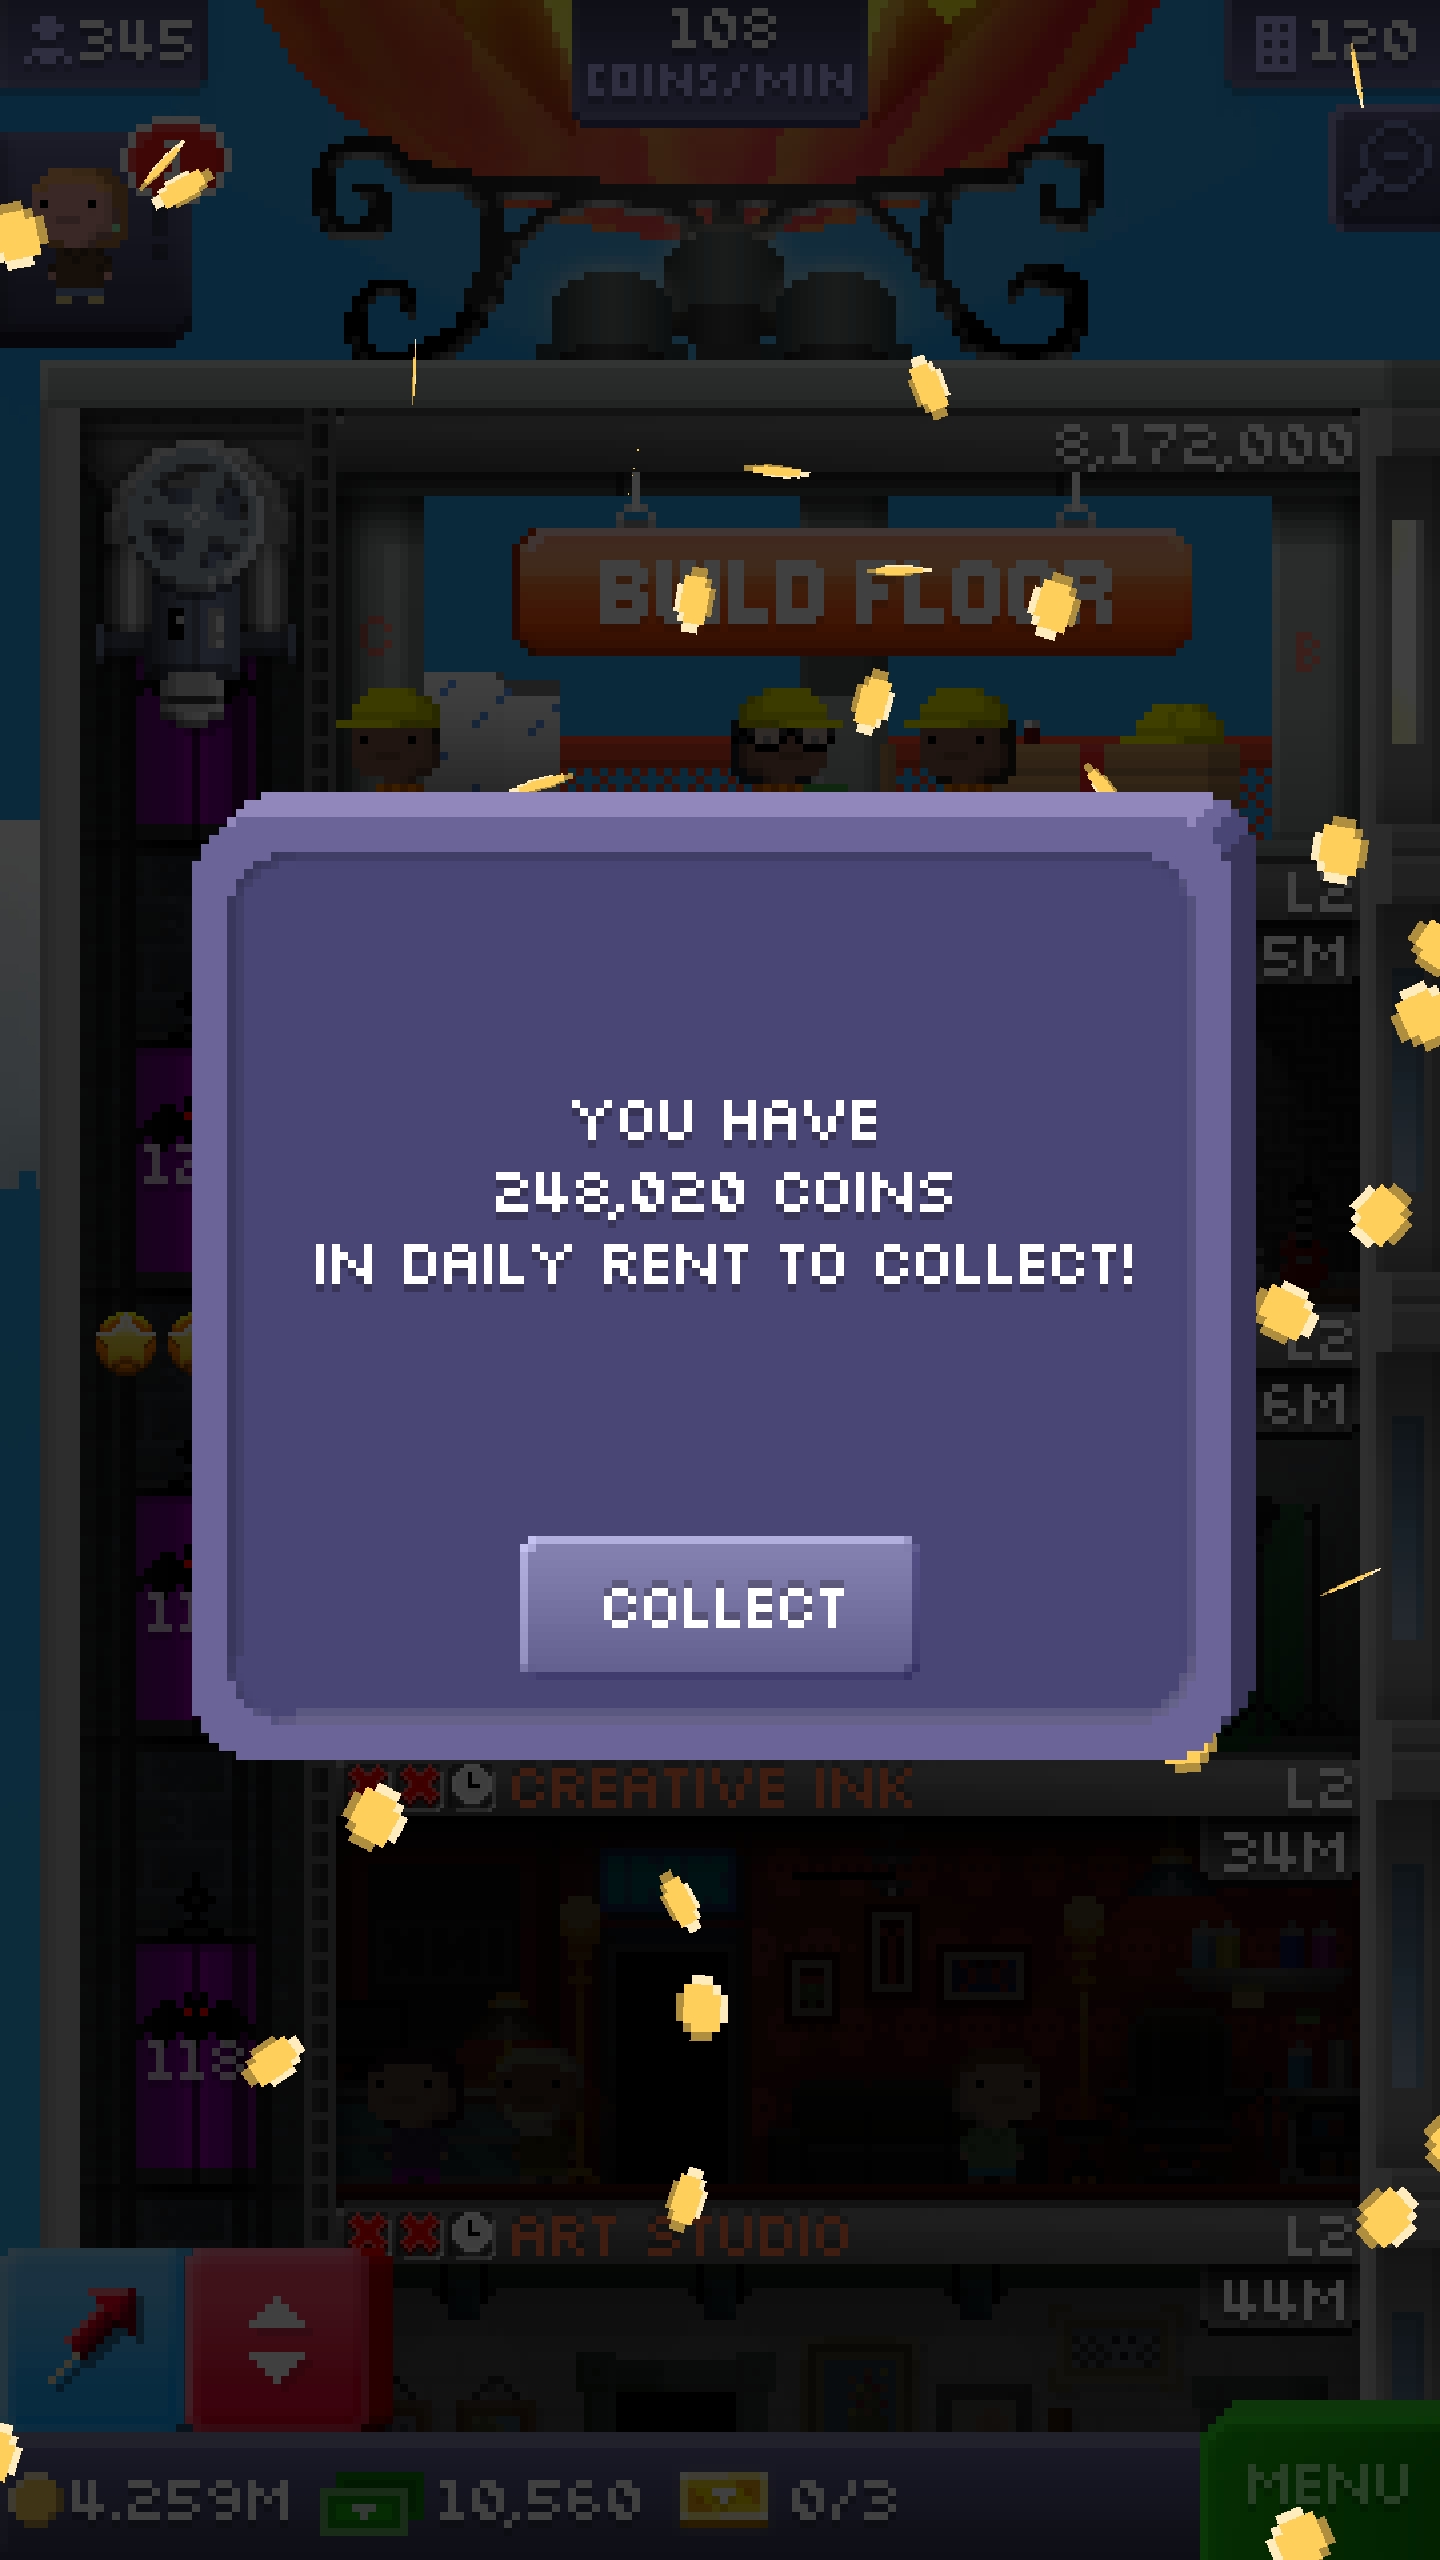 345
108
COINS/MIN
120
8,172,000
BUILD FLOOR
C
B
L2
5M
L2
6M
YOU HAVE
248,020 COINS
IN DAILY RENT TO COLLECT!
COLLECT
CREATIVE INK
L2
34M
118
ART STUDIO
L2
44M
4.259M
10,560
0/3
MENU